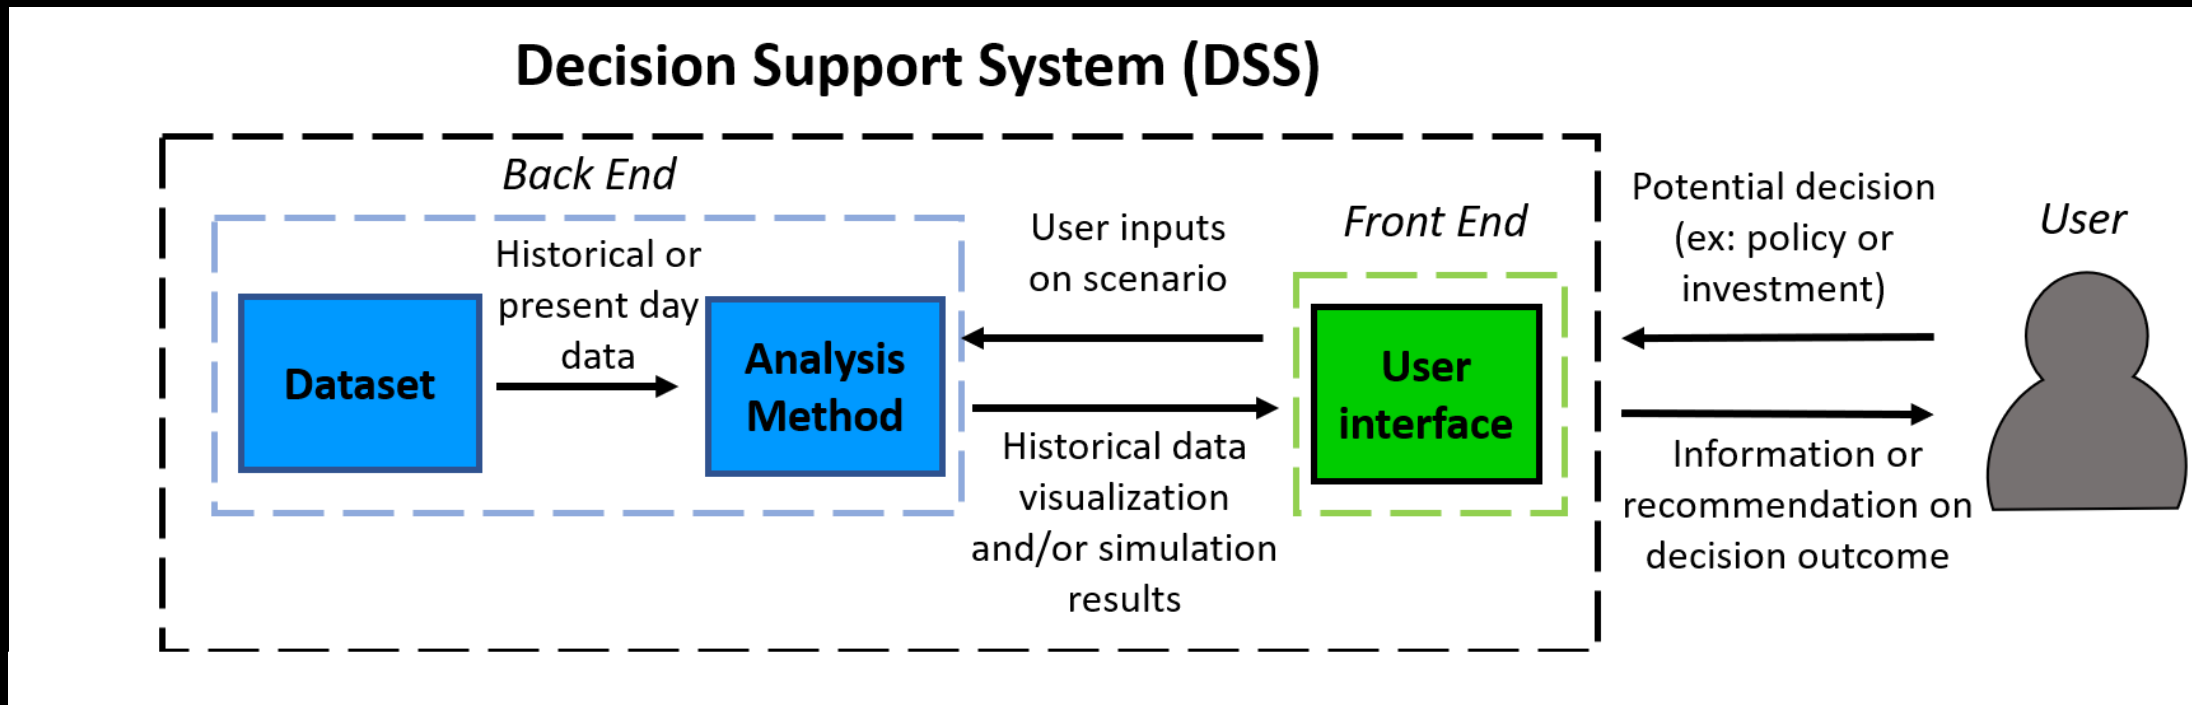 Decision Support System (DSS)
Back End
Historical or
present day
data
Dataset
Analysis
Method
User inputs
on scenario
Historical data
visualization
and/or simulation
results
Front End
User
interface
Potential decision
(ex: policy or
investment)
Information or
recommendation on
decision outcome
User